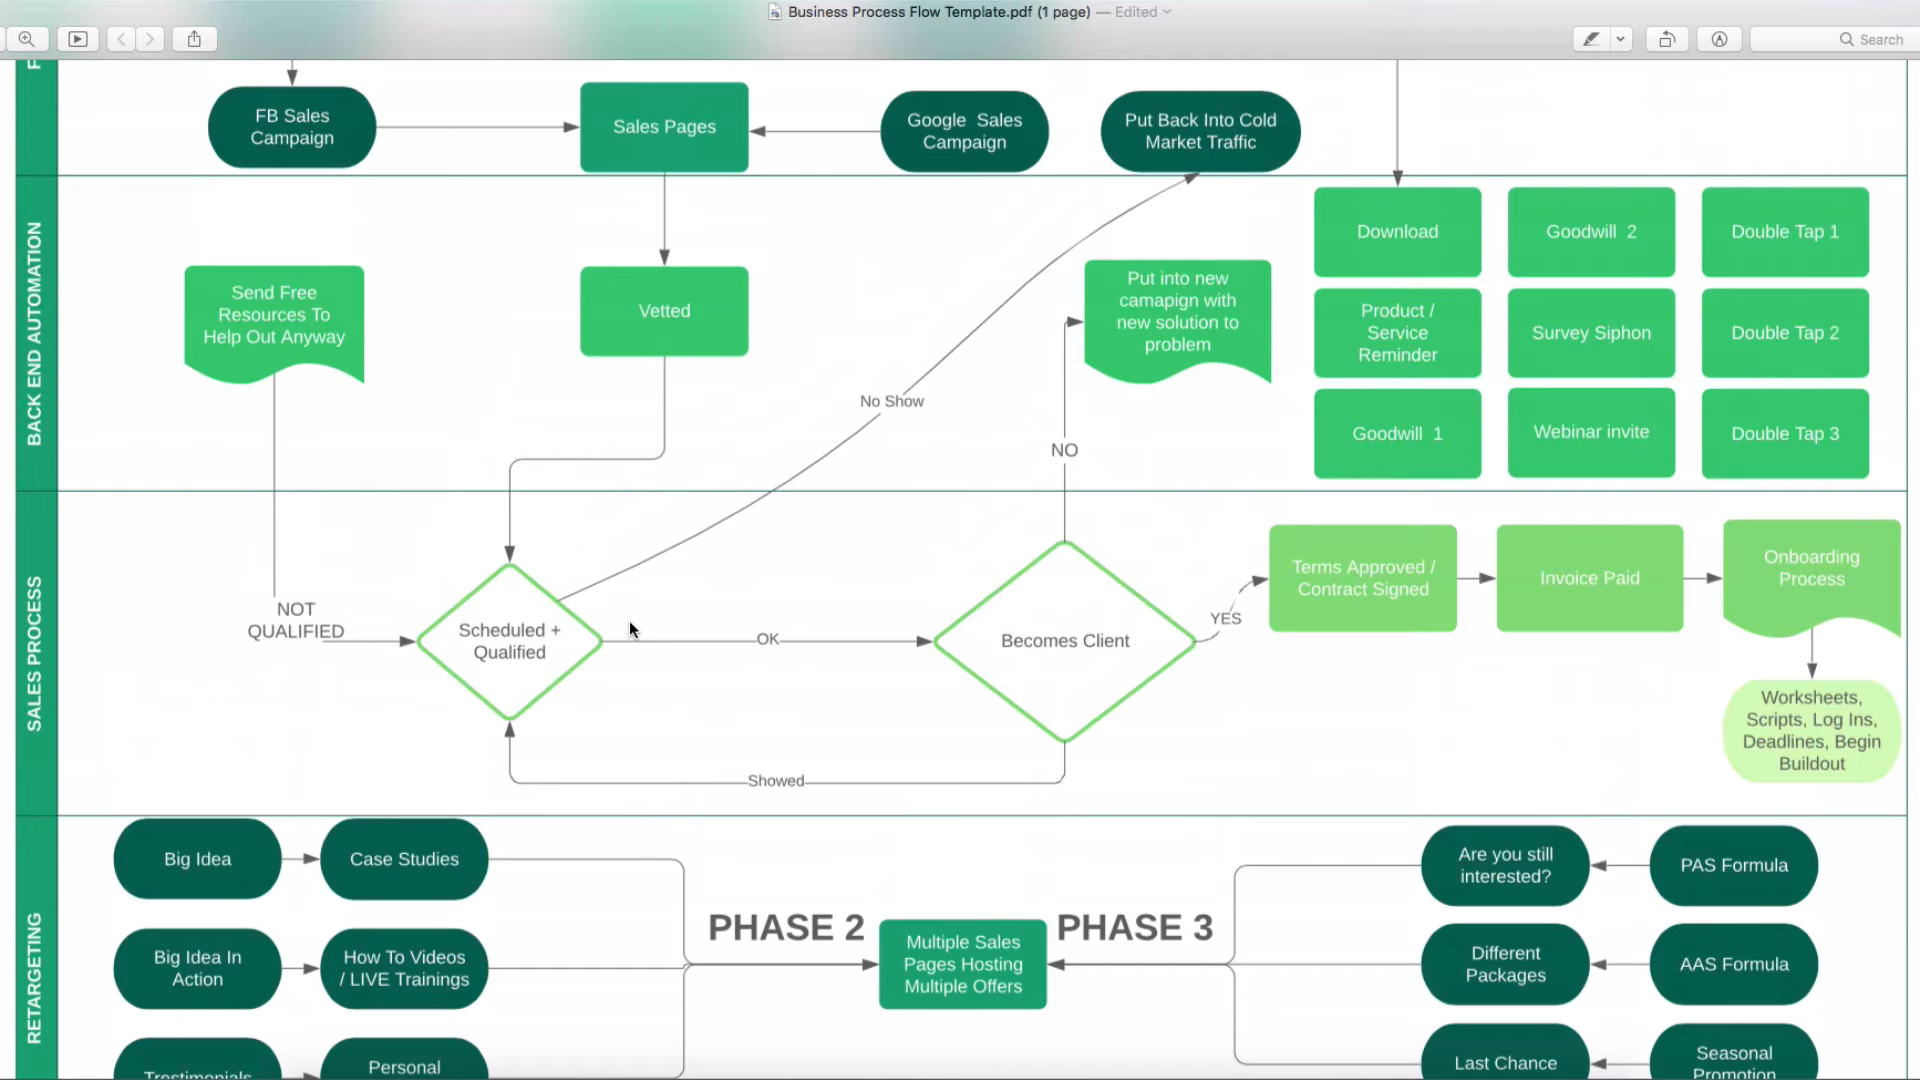 Business Process Flow Template.pdf (1 page) — Edited
Search
F
FB Sales
Campaign
Sales Pages
Google Sales
Campaign
Put Back Into Cold
Market Traffic
BACK END AUTOMATION
Send Free
Resources To
Help Out Anyway
Vetted
No Show
Put into new
camapign with
new solution to
problem
NO
Download
Goodwill 2
Double Tap 1
Product /
Service
Reminder
Survey Siphon
Double Tap 2
Goodwill 1
Webinar invite
Double Tap 3
SALES PROCESS
NOT
QUALIFIED
Scheduled +
Qualified
OK
Becomes Client
YES
Terms Approved /
Contract Signed
Invoice Paid
Onboarding
Process
Worksheets,
Scripts, Log Ins,
Deadlines, Begin
Buildout
Showed
RETARGETING
Big Idea
Case Studies
Big Idea In
Action
How To Videos
/ LIVE Trainings
Trestimonials
Personal
PHASE 2
Multiple Sales
Pages Hosting
Multiple Offers
PHASE 3
Are you still
interested?
PAS Formula
Different
Packages
AAS Formula
Last Chance
Seasonal
Promotion